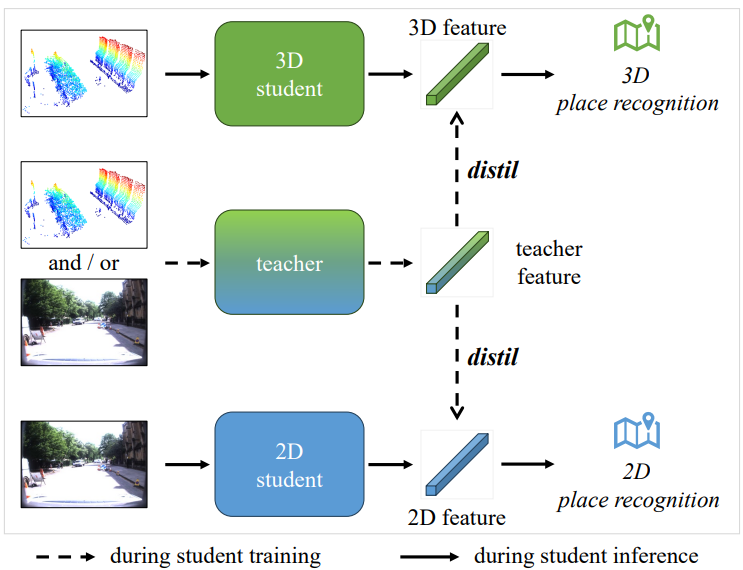 3D feature
3D
student
3D
place recognition
distil
and / or
teacher
teacher
feature
distil
2D
student
2D feature
2D
place recognition
during student training
during student inference